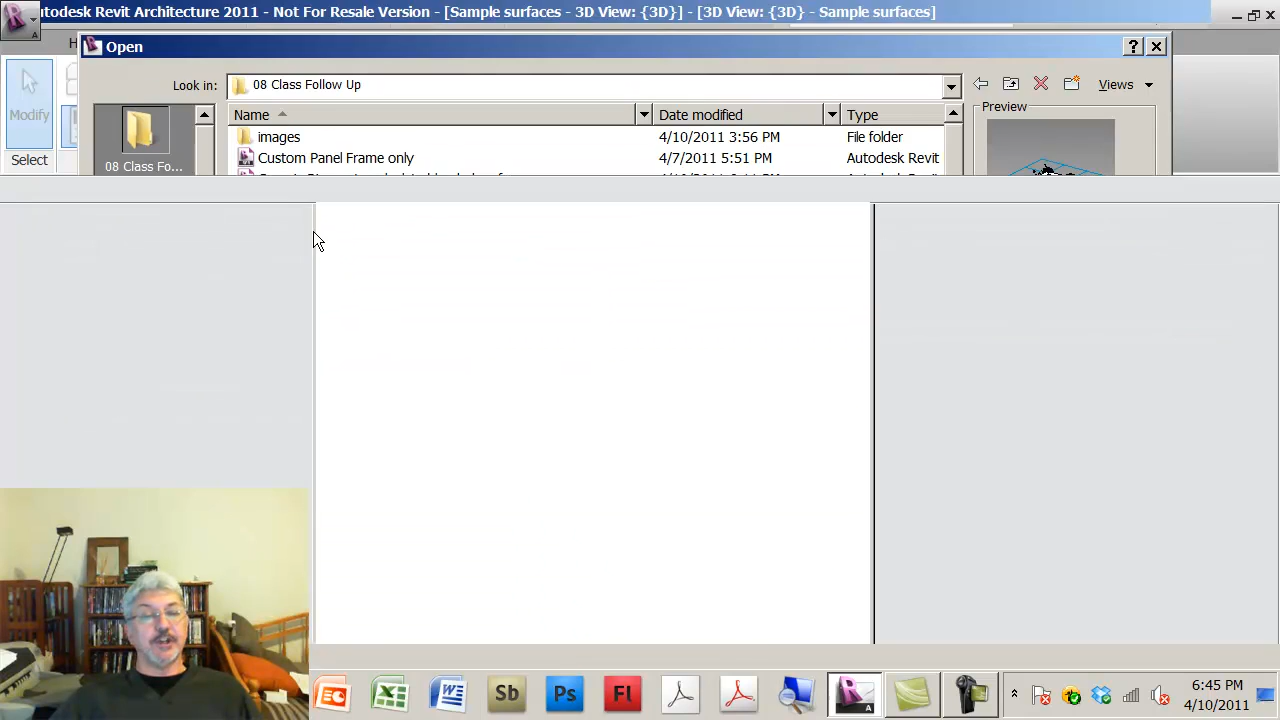 utodesk Revit Architecture 2011 - Not For Resale Version - [Sample surfaces - 3D View: {3D}] - [3D View: {3D} - Sample surfaces]
Open
Look in: 08 Class Follow Up Views
Modify
Select
08 Class Fo...
Name Date modified Type Preview
images 4/10/2011 3:56 PM File folder
Custom Panel Frame only 4/7/2011 5:51 PM Autodesk Revit
Sb Ps Fl
6:45 PM
4/10/2011